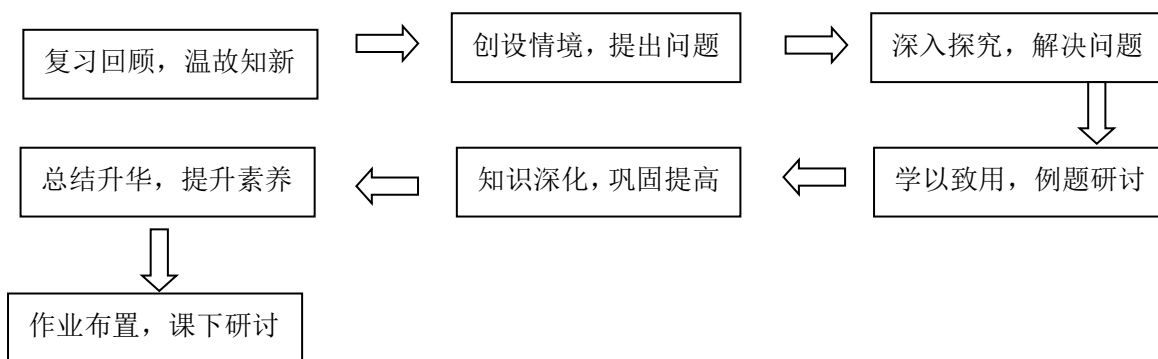 复习回顾，温故知新
创设情境，提出问题
深入探究，解决问题
学以致用，例题研讨
知识深化，巩固提高
总结升华，提升素养
作业布置，课下研讨